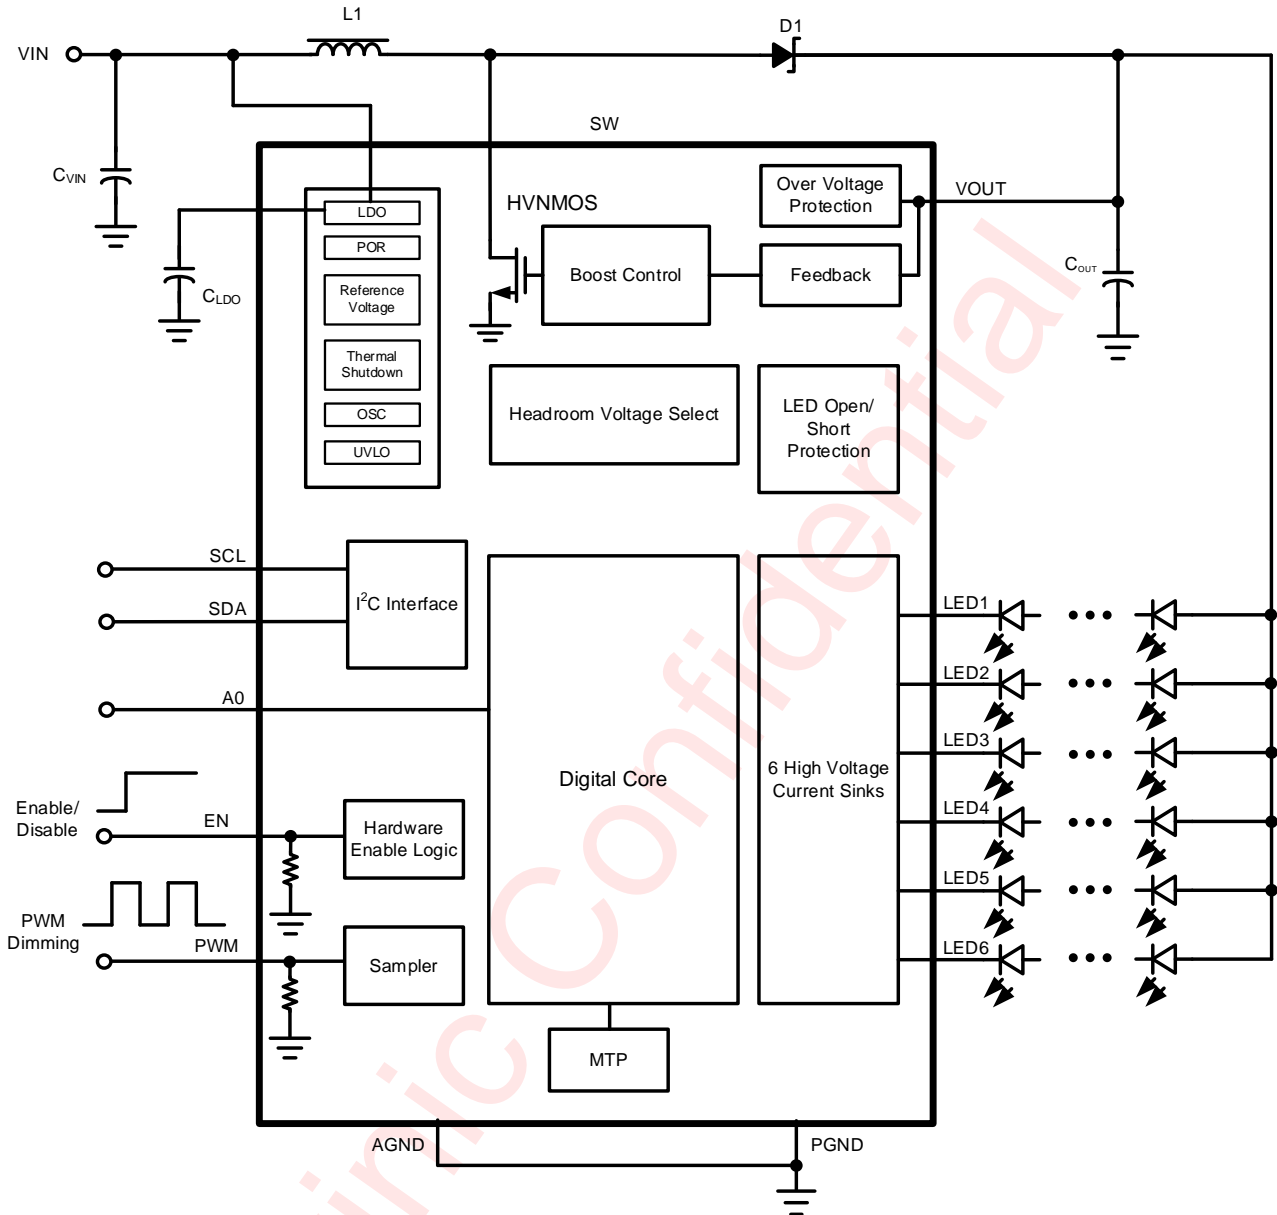 L1
D1
VIN
SW
CVIN
LDO
HVNMOS
Over Voltage
Protection
VOUT
POR
Boost Control
Feedback
COUT
CLDO
Reference
Voltage
Thermal
Shutdown
OSC
UVLO
Headroom Voltage Select
LED Open/
Short
Protection
SCL
SDA
I2C Interface
A0
Digital Core
6 High Voltage
Current Sinks
LED1
LED2
LED3
LED4
LED5
LED6
Enable/
Disable
EN
Hardware
Enable Logic
PWM
Dimming
PWM
Sampler
MTP
AGND
PGND
inic Confidential